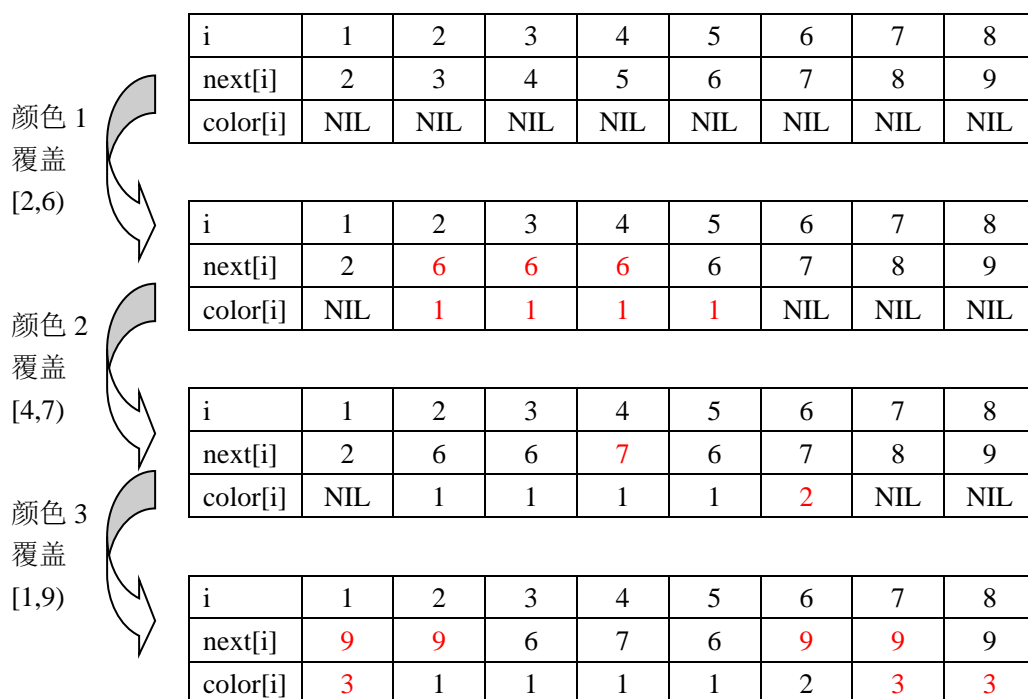 i 1 2 3 4 5 6 7 8
next[i] 2 3 4 5 6 7 8 9
color[i] NIL NIL NIL NIL NIL NIL NIL NIL
颜色 1
覆盖
[2,6)
i 1 2 3 4 5 6 7 8
next[i] 2 6 6 6 6 7 8 9
color[i] NIL 1 1 1 1 NIL NIL NIL
颜色 2
覆盖
[4,7)
i 1 2 3 4 5 6 7 8
next[i] 2 6 6 7 6 7 8 9
color[i] NIL 1 1 1 1 2 NIL NIL
颜色 3
覆盖
[1,9)
i 1 2 3 4 5 6 7 8
next[i] 9 9 6 7 6 9 9 9
color[i] 3 1 1 1 1 2 3 3